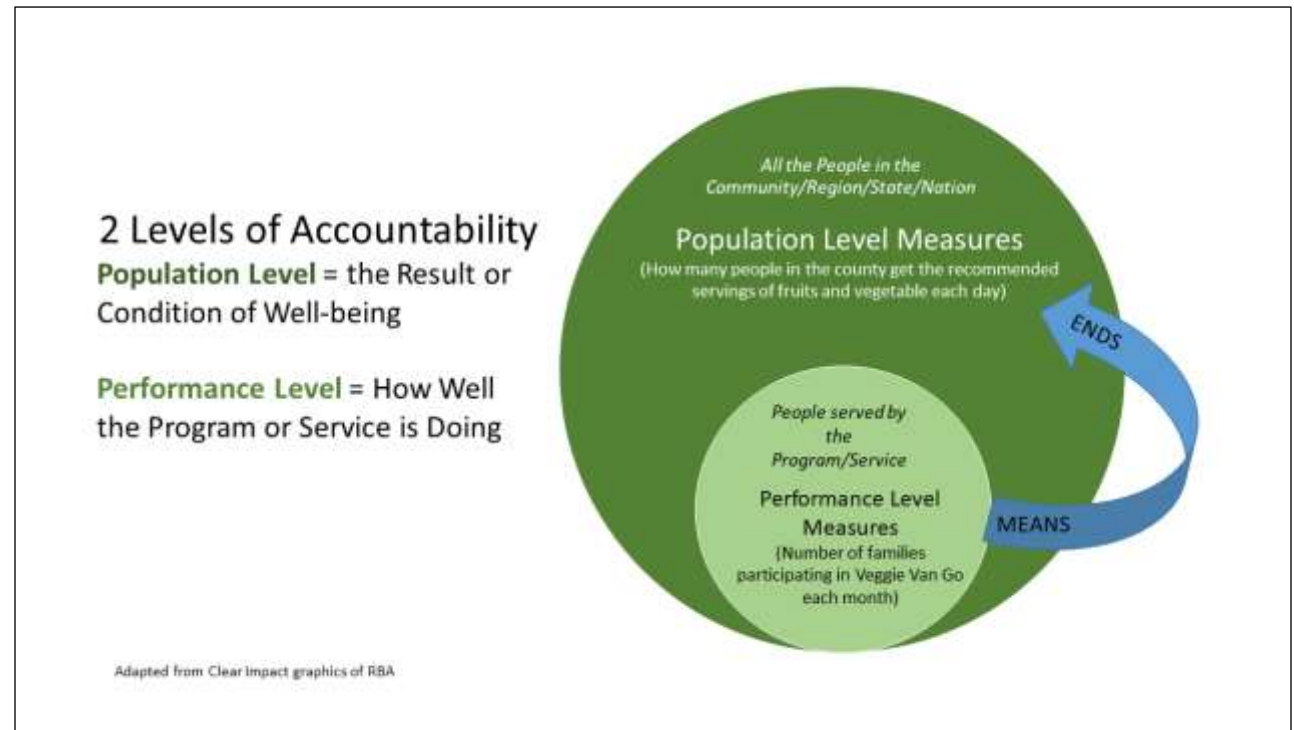 2 Levels of Accountability
Population Level = the Result or
Condition of Well-being
Performance Level = How Well
the Program or Service is Doing
All the People in the
Community/Region/State/Nation
Population Level Measures
(How many people in the county get the recommended
servings of fruits and vegetable each day)
ENDS
People served by
the
Program/Service
Performance Level
Measures
(Number of families
participating in Veggie Van Go
each month)
MEANS
Adapted from Clear Impact graphics of RBA